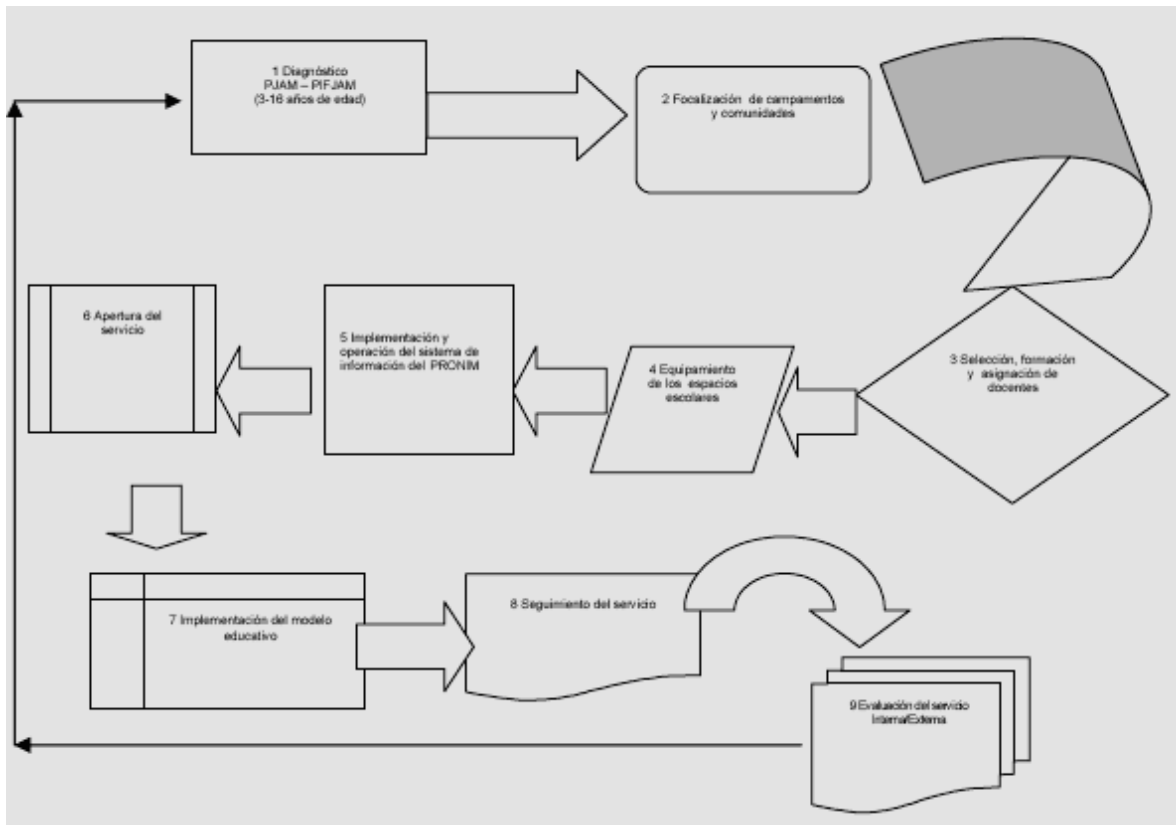 1 Diagnóstico
PJAM – PIFJAM
(3-16 años de edad)
2 Focalización de campamentos
y comunidades
3 Selección, formación
y asignación de
docentes
4 Equipamiento
de los espacios
escolares
5 Implementación y
operación del sistema de
información del PRONIM
6 Apertura del
servicio
7 Implementación del modelo
educativo
8 Seguimiento del servicio
9 Evaluación del servicio
Interna/Externa